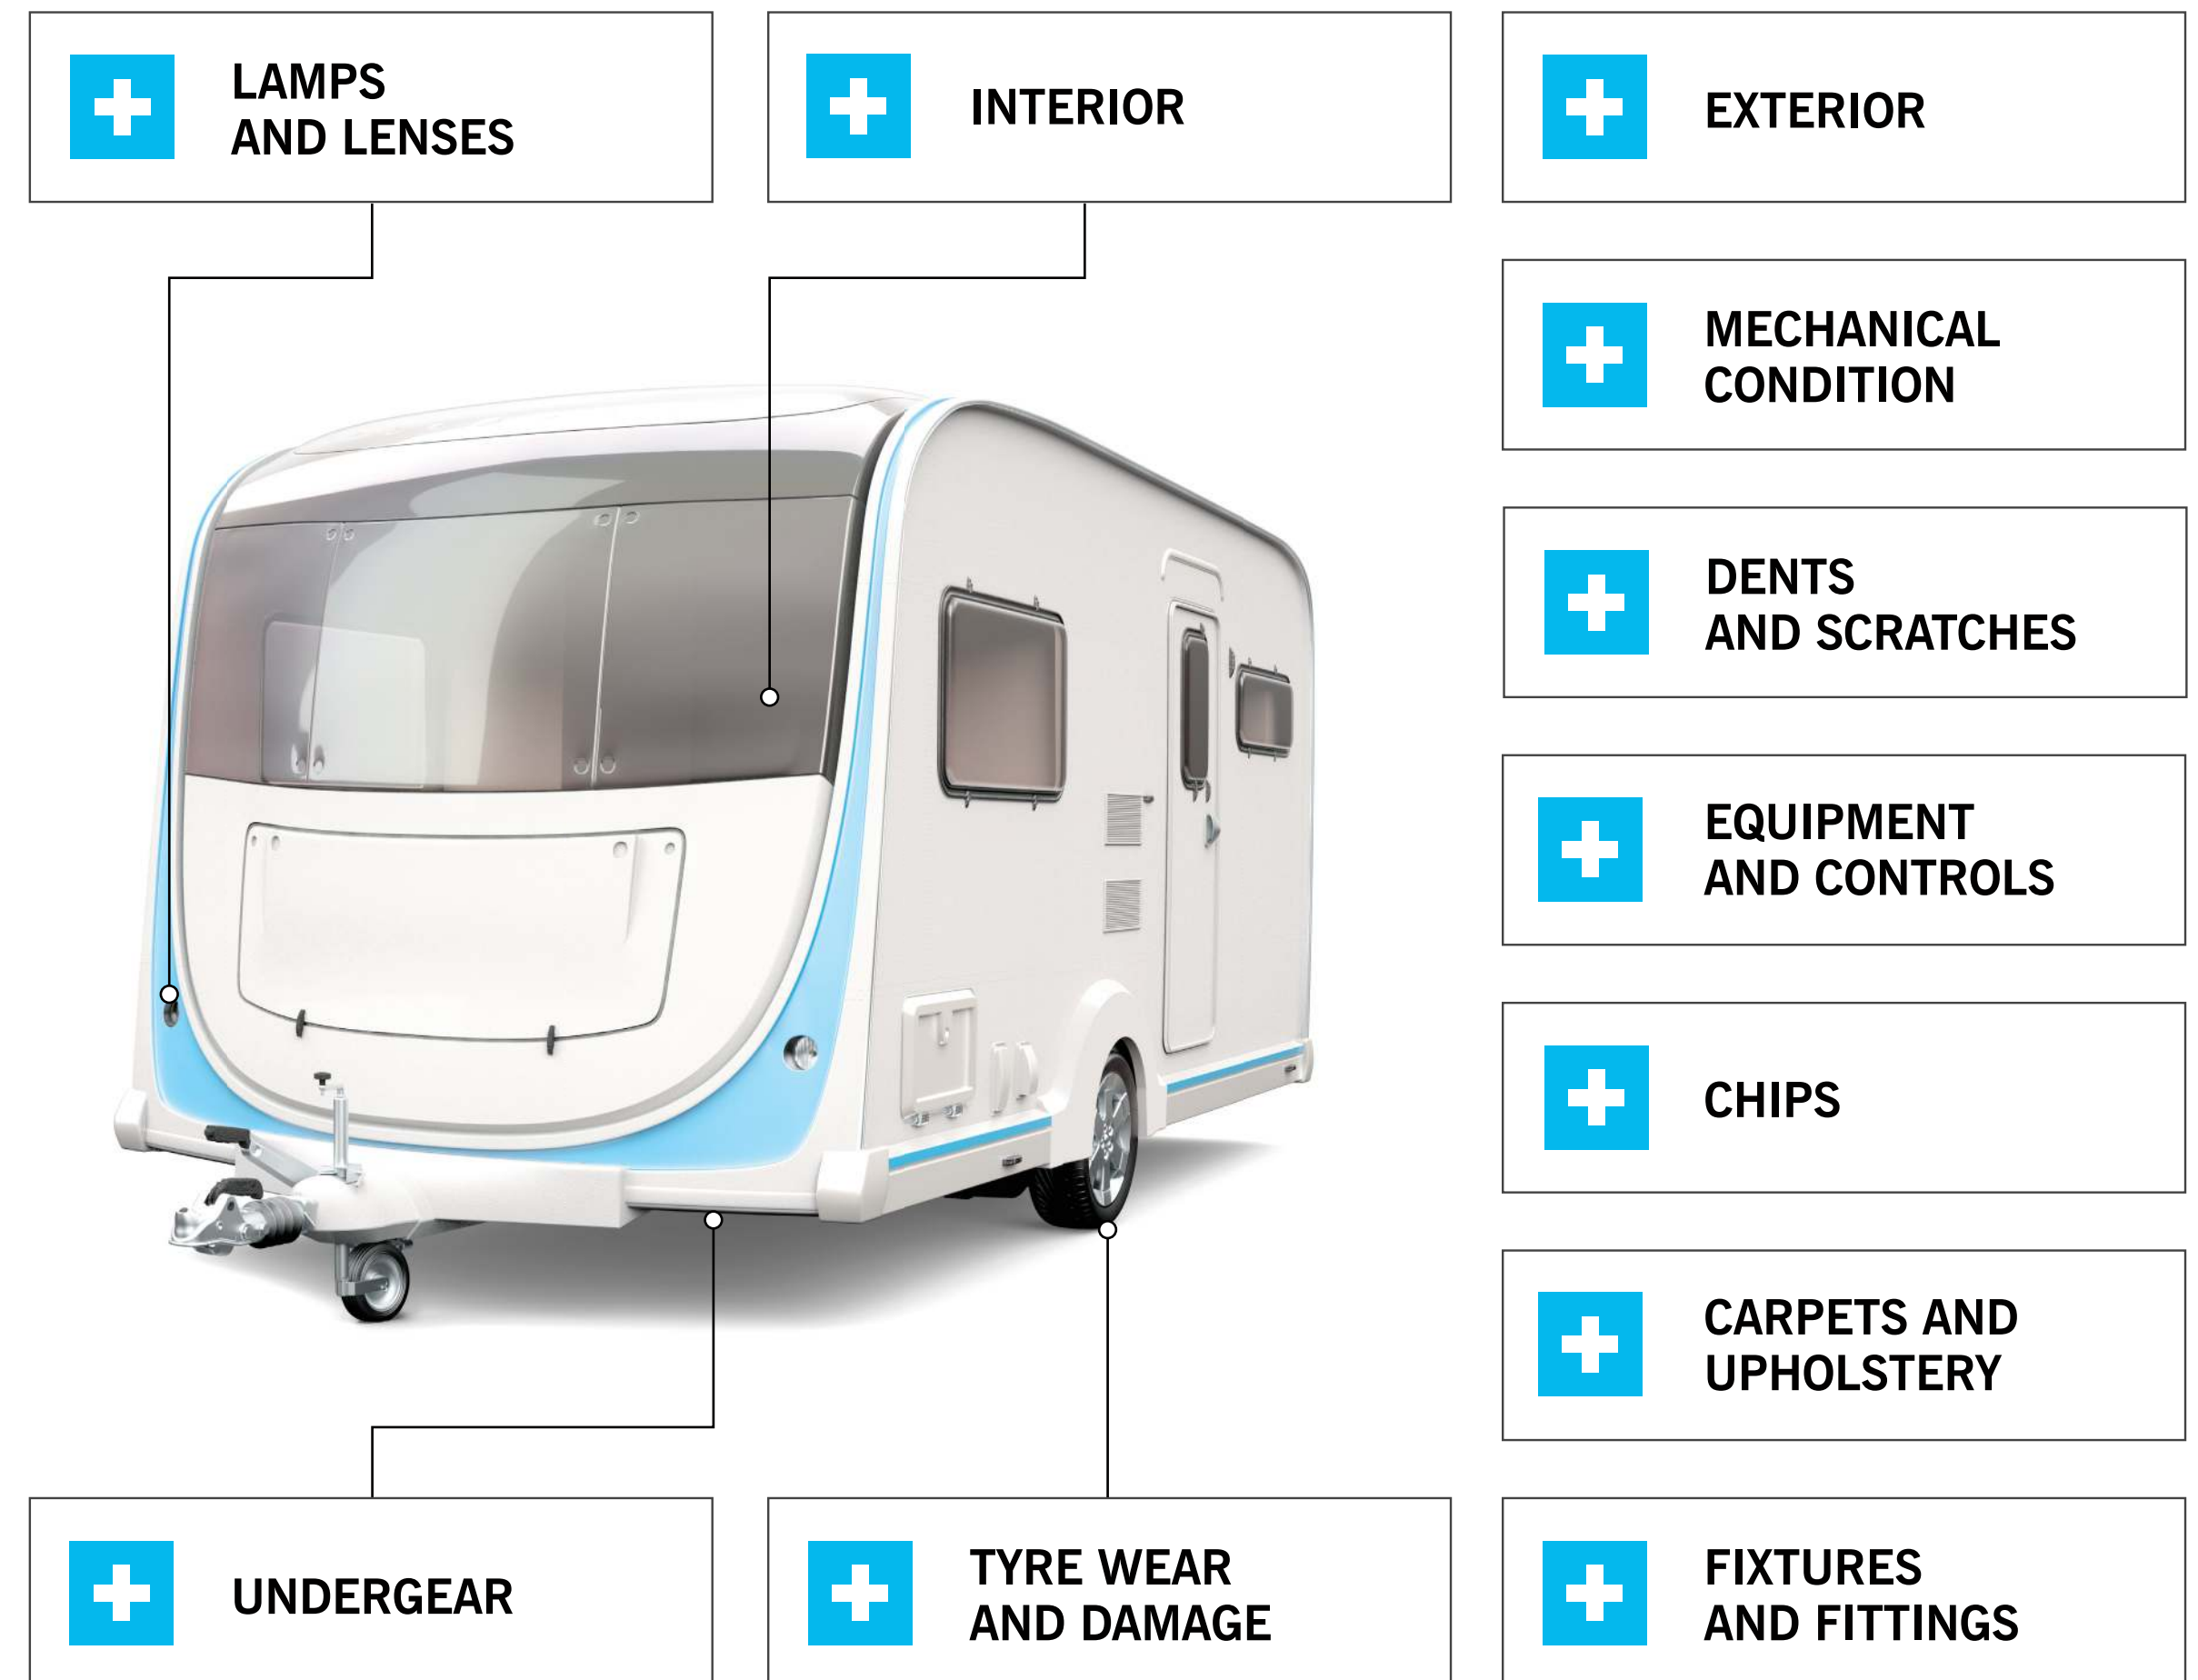 LAMPS
AND LENSES
INTERIOR
EXTERIOR
MECHANICAL
CONDITION
DENTS
AND SCRATCHES
EQUIPMENT
AND CONTROLS
CHIPS
CARPETS AND
UPHOLSTERY
UNDERGEAR
TYRE WEAR
AND DAMAGE
FIXTURES
AND FITTINGS